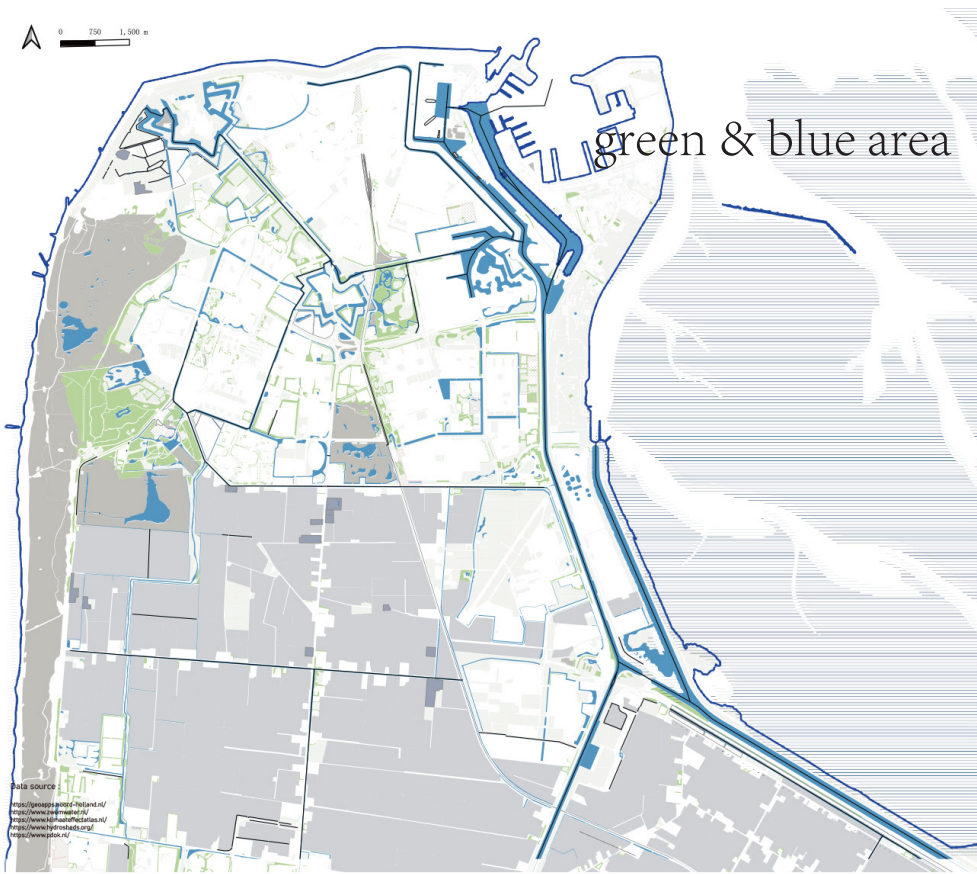 0 750 1,500 m
green & blue area
Data source :
https://geoapps.noord-holland.nl/
https://www.zwemwater.nl/
https://www.klimaateffectatlas.nl/
https://www.hydrosheds.org/
https://www.pdok.nl/